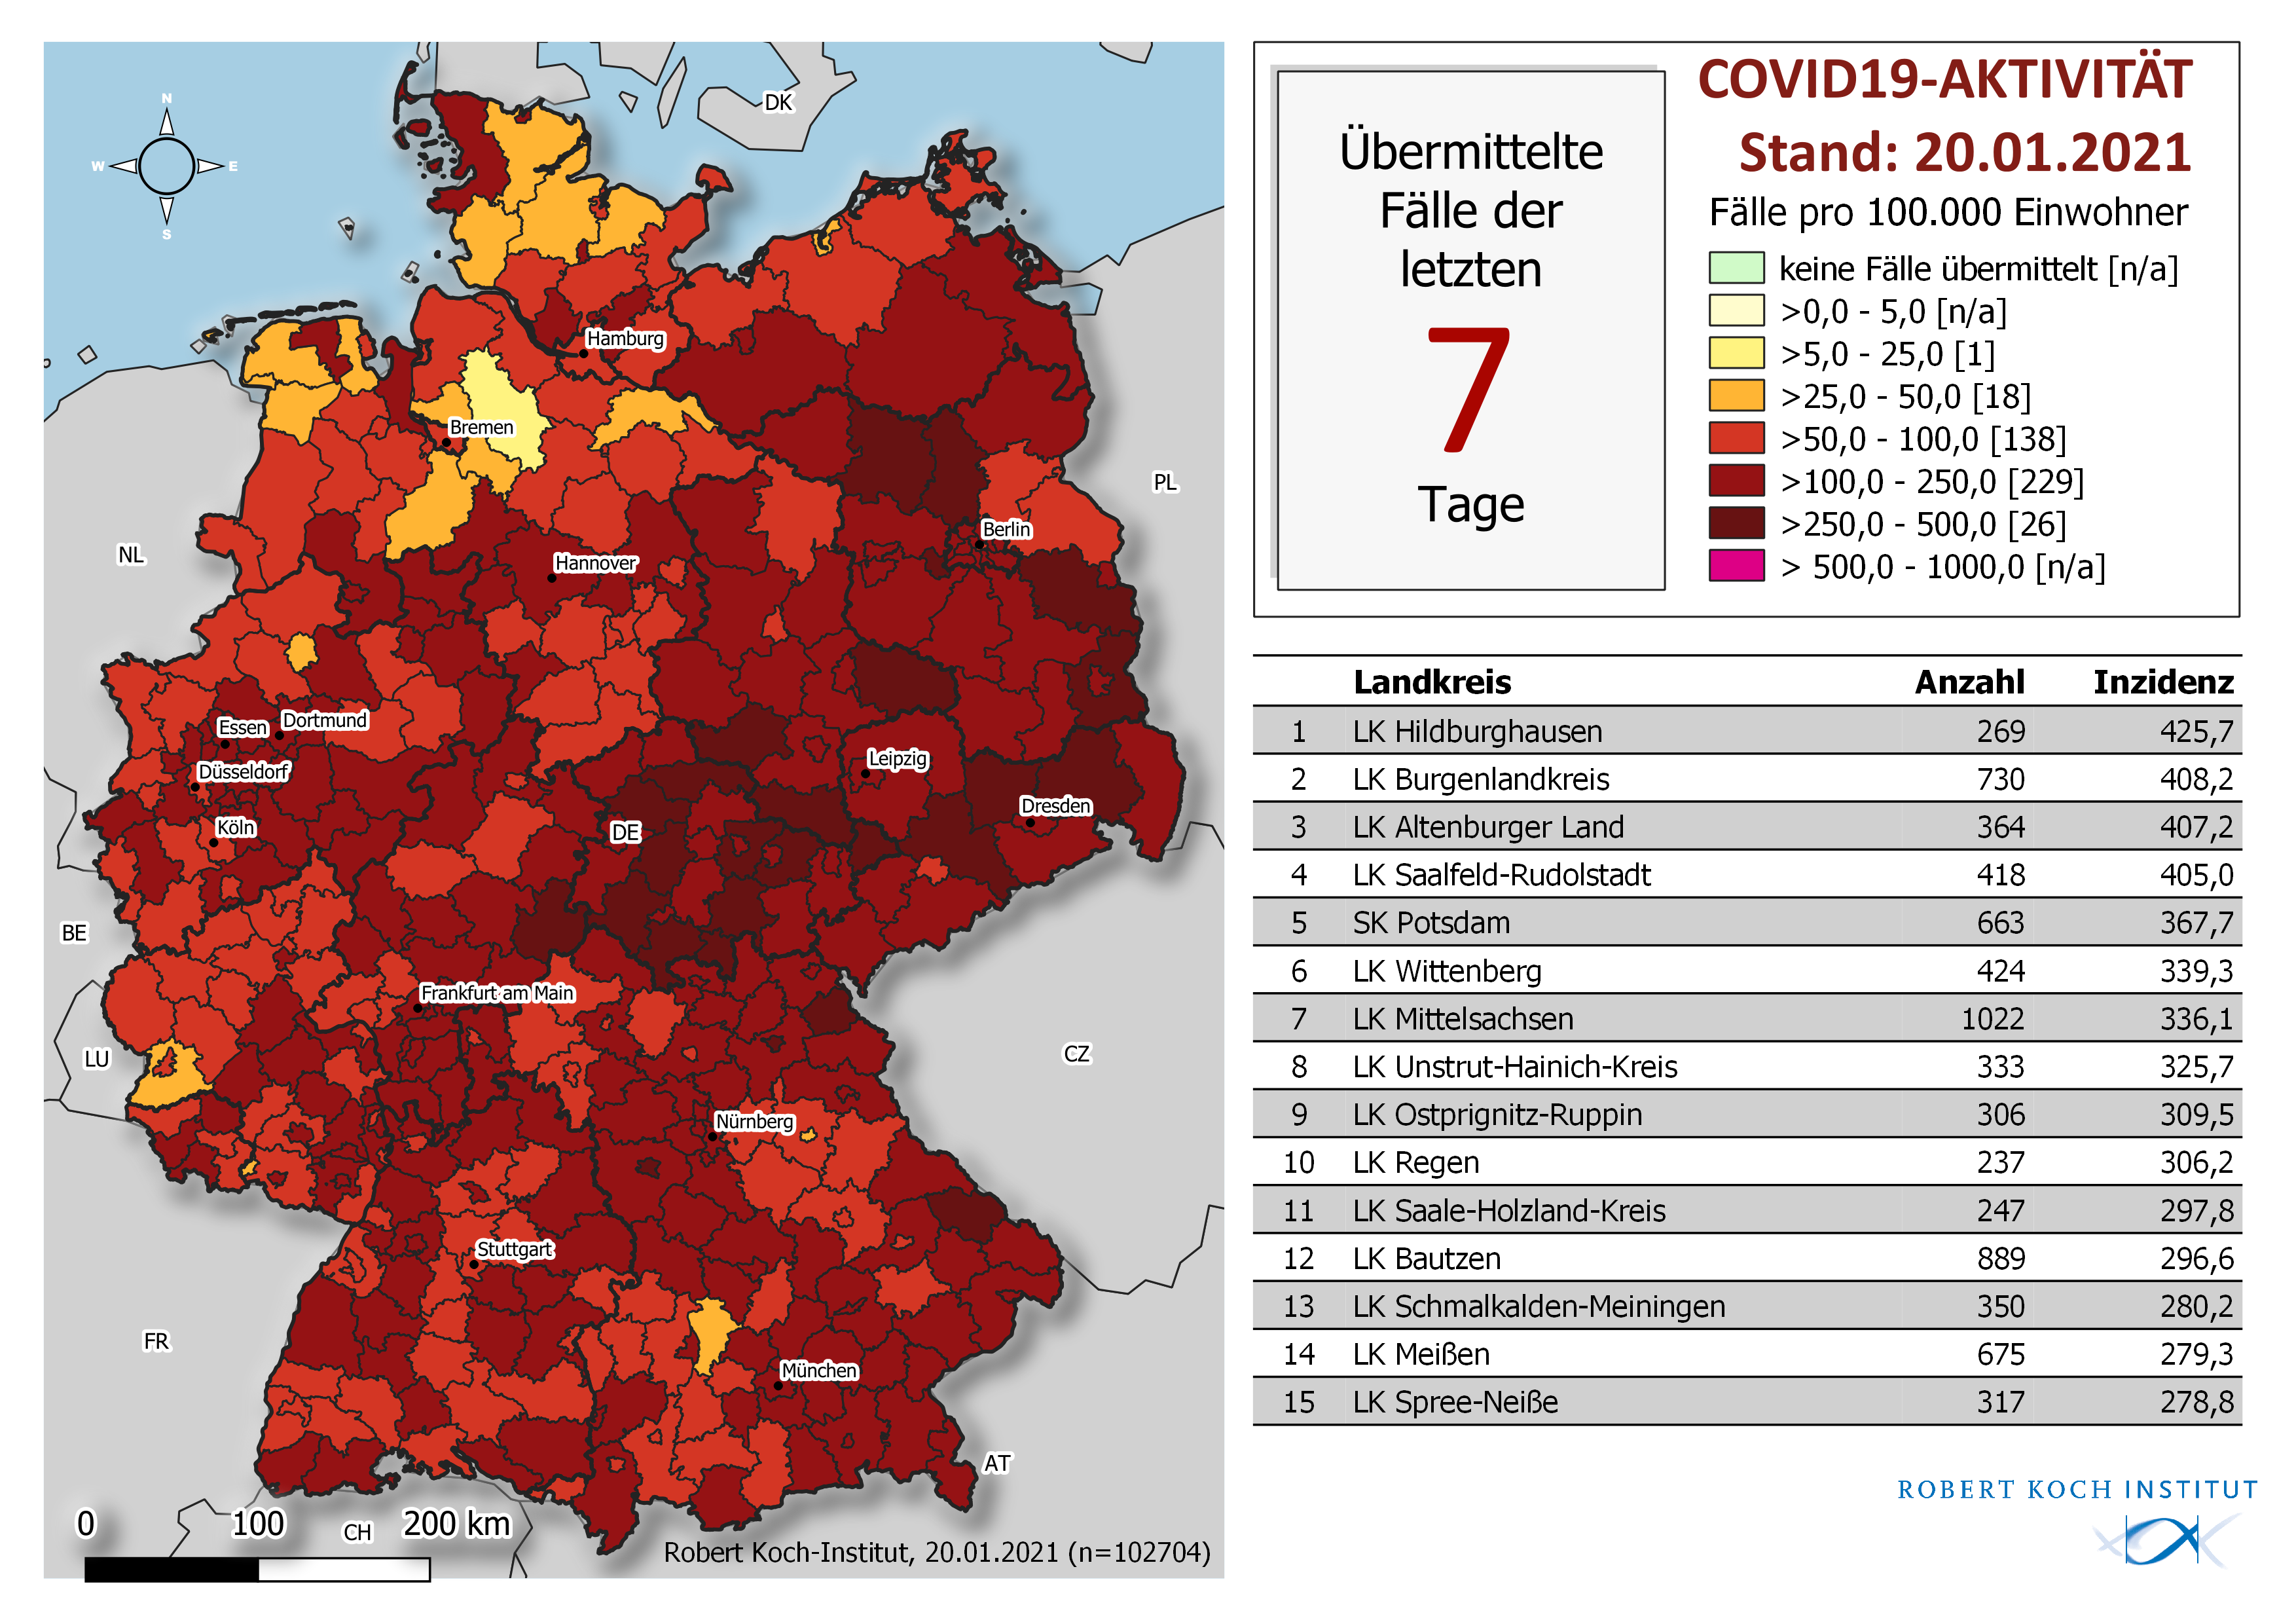 N
W
E
S
DK
Hamburg
Bremen
PL
Berlin
NL
Hannover
Essen
Dortmund
Düsseldorf
Leipzig
Dresden
Köln
DE
BE
Frankfurt am Main
LU
CZ
Nürnberg
Stuttgart
FR
München
AT
CH
0
100
200 km
Robert Koch-Institut, 20.01.2021 (n=102704)
Übermittelte
Fälle der
letzten
7
Tage
COVID19-AKTIVITÄT
Stand: 20.01.2021
Fälle pro 100.000 Einwohner
keine Fälle übermittelt [n/a]
>0,0 - 5,0 [n/a]
>5,0 - 25,0 [1]
>25,0 - 50,0 [18]
>50,0 - 100,0 [138]
>100,0 - 250,0 [229]
>250,0 - 500,0 [26]
> 500,0 - 1000,0 [n/a]
Landkreis Anzahl Inzidenz
1 LK Hildburghausen 269 425,7
2 LK Burgenlandkreis 730 408,2
3 LK Altenburger Land 364 407,2
4 LK Saalfeld-Rudolstadt 418 405,0
5 SK Potsdam 663 367,7
6 LK Wittenberg 424 339,3
7 LK Mittelsachsen 1022 336,1
8 LK Unstrut-Hainich-Kreis 333 325,7
9 LK Ostprignitz-Ruppin 306 309,5
10 LK Regen 237 306,2
11 LK Saale-Holzland-Kreis 247 297,8
12 LK Bautzen 889 296,6
13 LK Schmalkalden-Meiningen 350 280,2
14 LK Meißen 675 279,3
15 LK Spree-Neiße 317 278,8
ROBERT KOCH INSTITUT